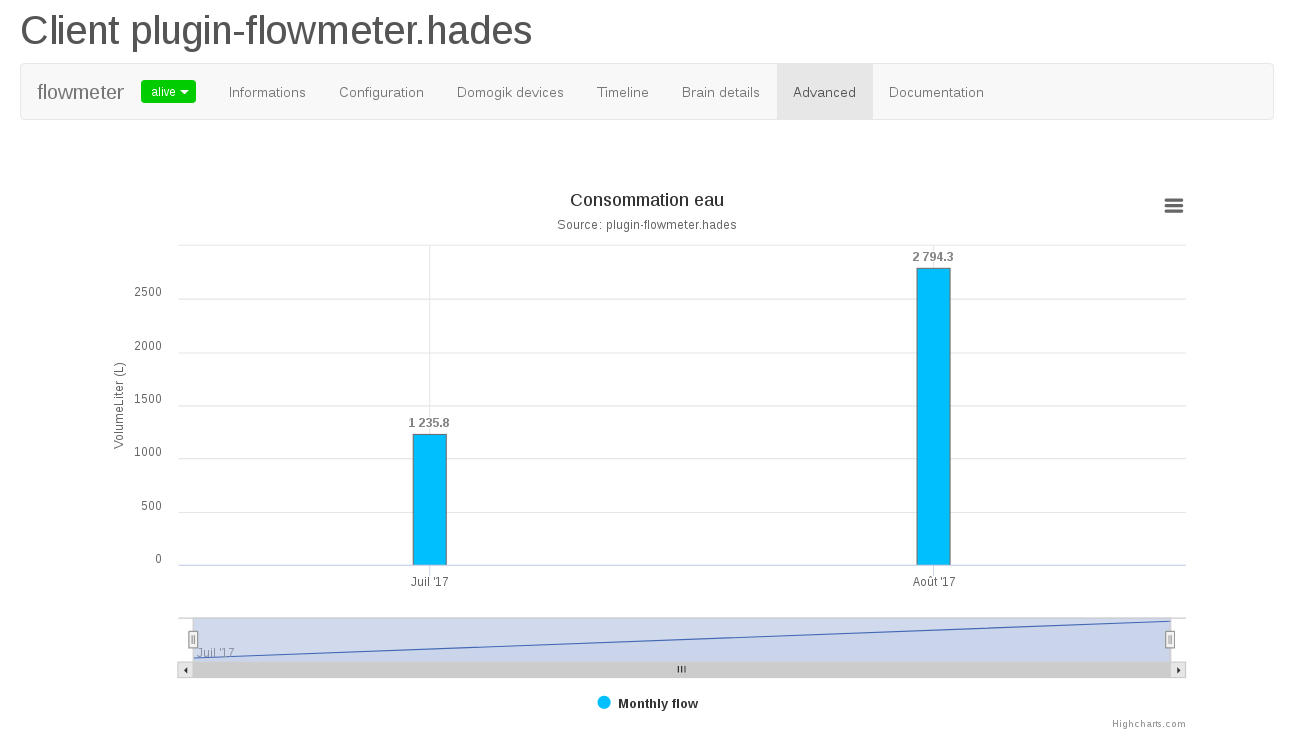 Client plugin-flowmeter.hades
flowmeter alive Informations Configuration Domogik devices Timeline Brain details Advanced Documentation
Consommation eau
Source: plugin-flowmeter.hades
VolumeLiter (L)
2500
2000
1500
1000
500
0
1 235.8
2 794.3
Juil '17 Août '17
Juil '17
Monthly flow
Highcharts.com